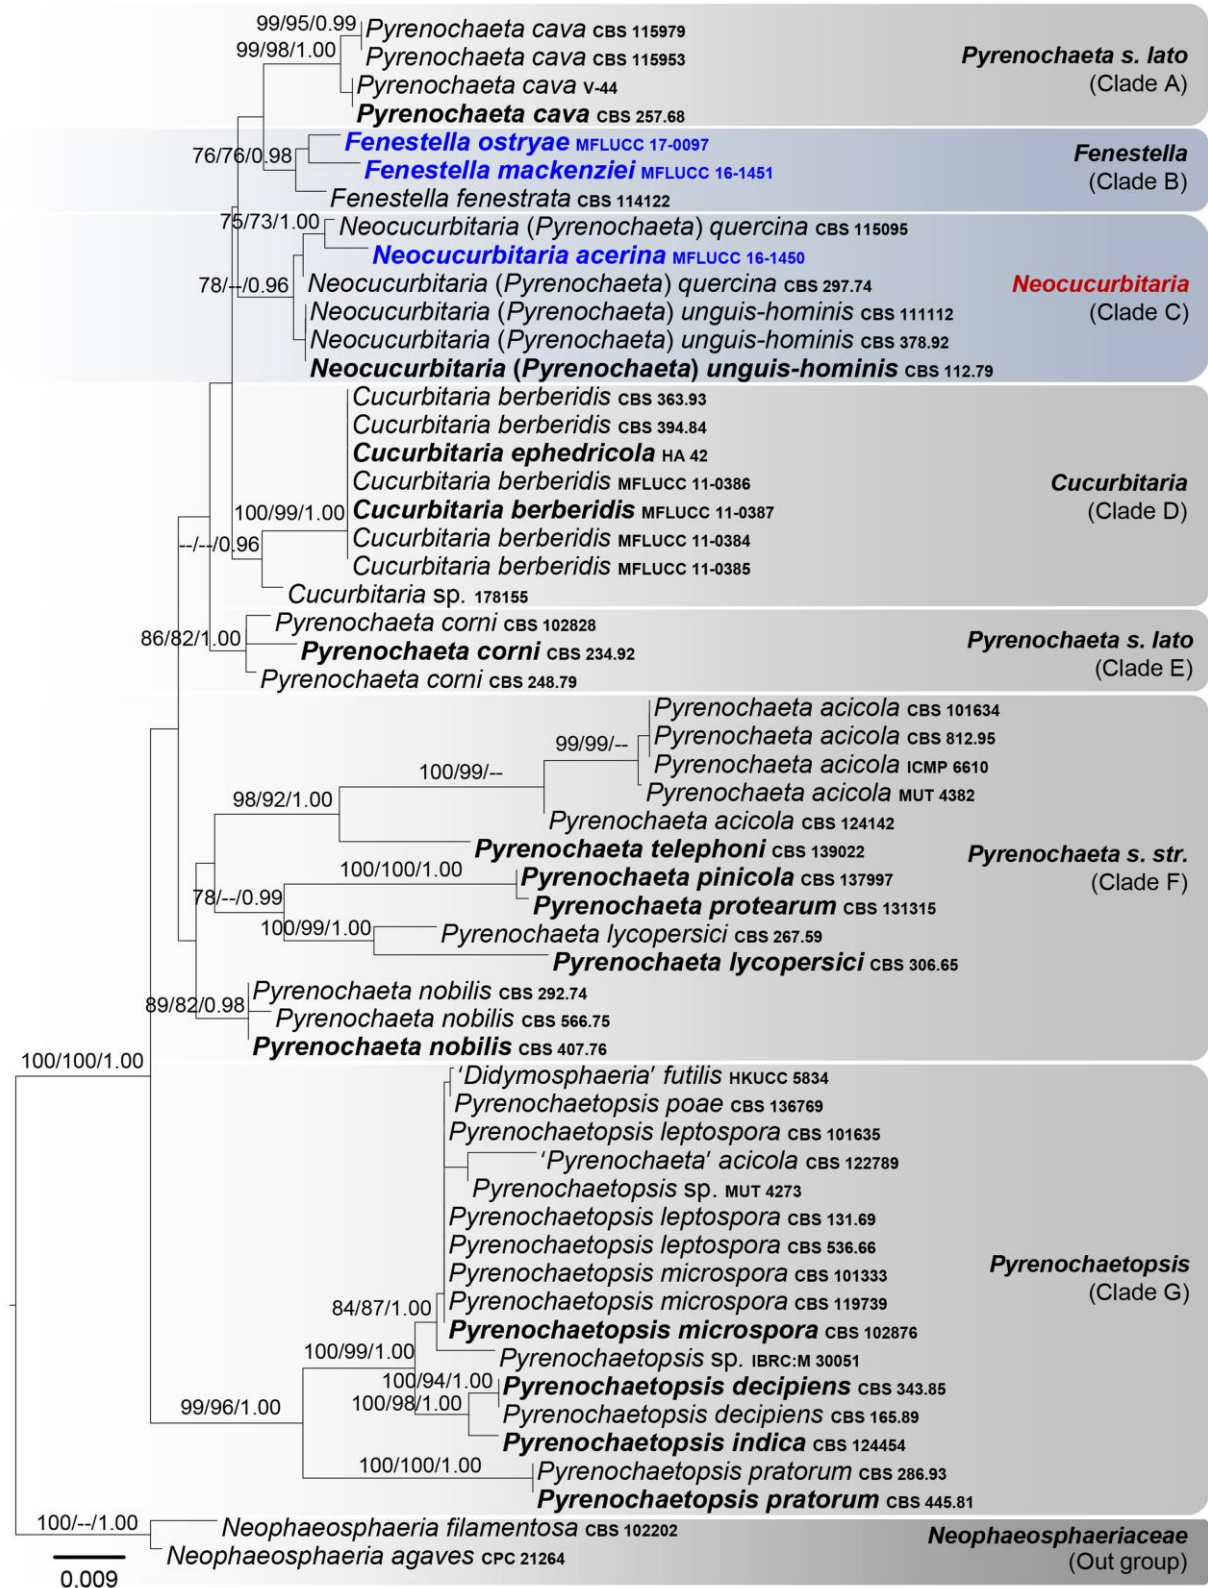 99/95/0.99
Pyrenochaeta cava CBS 115979
99/98/1.00
Pyrenochaeta cava CBS 115953
Pyrenochaeta s. lato
(Clade A)
Pyrenochaeta cava V-44
Pyrenochaeta cava CBS 257.68
Fenestella ostryae MFLUCC 17-0097
76/76/0.98
Fenestella mackenziei MFLUCC 16-1451
Fenestella
(Clade B)
Fenestella fenestrata CBS 114122
75/73/1.00
Neocucurbitaria (Pyrenochaeta) quercina CBS 115095
Neocucurbitaria acerina MFLUCC 16-1450
78/--/0.96
Neocucurbitaria (Pyrenochaeta) quercina CBS 297.74
Neocucurbitaria
(Clade C)
Neocucurbitaria (Pyrenochaeta) unguis-hominis CBS 111112
Neocucurbitaria (Pyrenochaeta) unguis-hominis CBS 378.92
Neocucurbitaria (Pyrenochaeta) unguis-hominis CBS 112.79
Cucurbitaria berberidis CBS 363.93
Cucurbitaria berberidis CBS 394.84
Cucurbitaria ephedricola HA 42
Cucurbitaria berberidis MFLUCC 11-0386
Cucurbitaria
(Clade D)
100/99/1.00
Cucurbitaria berberidis MFLUCC 11-0387
Cucurbitaria berberidis MFLUCC 11-0384
--/--/0.96
Cucurbitaria berberidis MFLUCC 11-0385
Cucurbitaria sp. 178155
Pyrenochaeta corni CBS 102828
86/82/1.00
Pyrenochaeta corni CBS 234.92
Pyrenochaeta s. lato
(Clade E)
Pyrenochaeta corni CBS 248.79
Pyrenochaeta acicola CBS 101634
99/99/--
Pyrenochaeta acicola CBS 812.95
100/99/--
Pyrenochaeta acicola ICMP 6610
Pyrenochaeta acicola MUT 4382
98/92/1.00
Pyrenochaeta acicola CBS 124142
Pyrenochaeta telephoni CBS 139022
Pyrenochaeta s. str.
(Clade F)
100/100/1.00
Pyrenochaeta pinicola CBS 137997
78/--/0.99
Pyrenochaeta protearum CBS 131315
100/99/1.00
Pyrenochaeta lycopersici CBS 267.59
Pyrenochaeta lycopersici CBS 306.65
Pyrenochaeta nobilis CBS 292.74
89/82/0.98
Pyrenochaeta nobilis CBS 566.75
Pyrenochaeta nobilis CBS 407.76
100/100/1.00
'Didymosphaeria' futilis HKUCC 5834
Pyrenochaetopsis poae CBS 136769
Pyrenochaetopsis leptospora CBS 101635
'Pyrenochaeta' acicola CBS 122789
Pyrenochaetopsis sp. MUT 4273
Pyrenochaetopsis leptospora CBS 131.69
Pyrenochaetopsis leptospora CBS 536.66
Pyrenochaetopsis
(Clade G)
Pyrenochaetopsis microspora CBS 101333
84/87/1.00
Pyrenochaetopsis microspora CBS 119739
Pyrenochaetopsis microspora CBS 102876
100/99/1.00
Pyrenochaetopsis sp. IBRC:M 30051
100/94/1.00
Pyrenochaetopsis decipiens CBS 343.85
99/96/1.00
100/98/1.00
Pyrenochaetopsis decipiens CBS 165.89
Pyrenochaetopsis indica CBS 124454
100/100/1.00
Pyrenochaetopsis pratorum CBS 286.93
Pyrenochaetopsis pratorum CBS 445.81
100/--/1.00
Neophaeosphaeria filamentosa CBS 102202
Neophaeosphaeriaceae
(Out group)
Neophaeosphaeria agaves CPC 21264
0.009